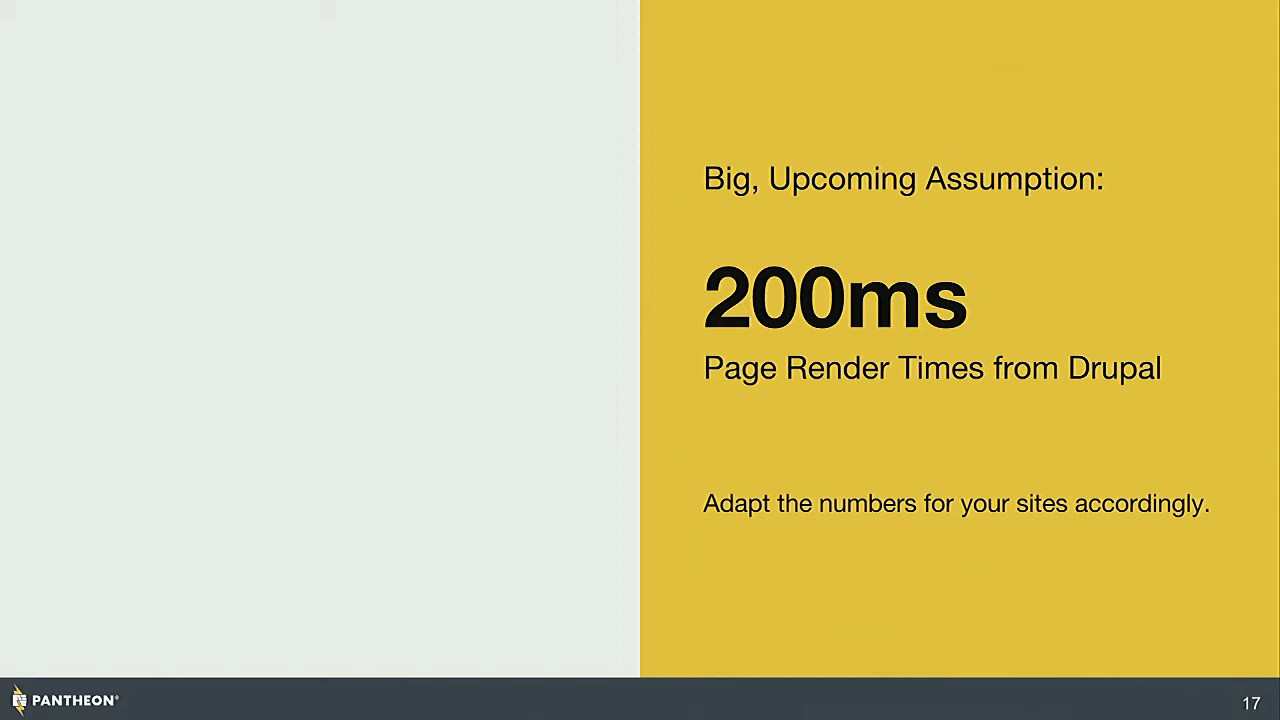 Big, Upcoming Assumption:
200ms
Page Render Times from Drupal
Adapt the numbers for your sites accordingly.
PANTHEON®
17